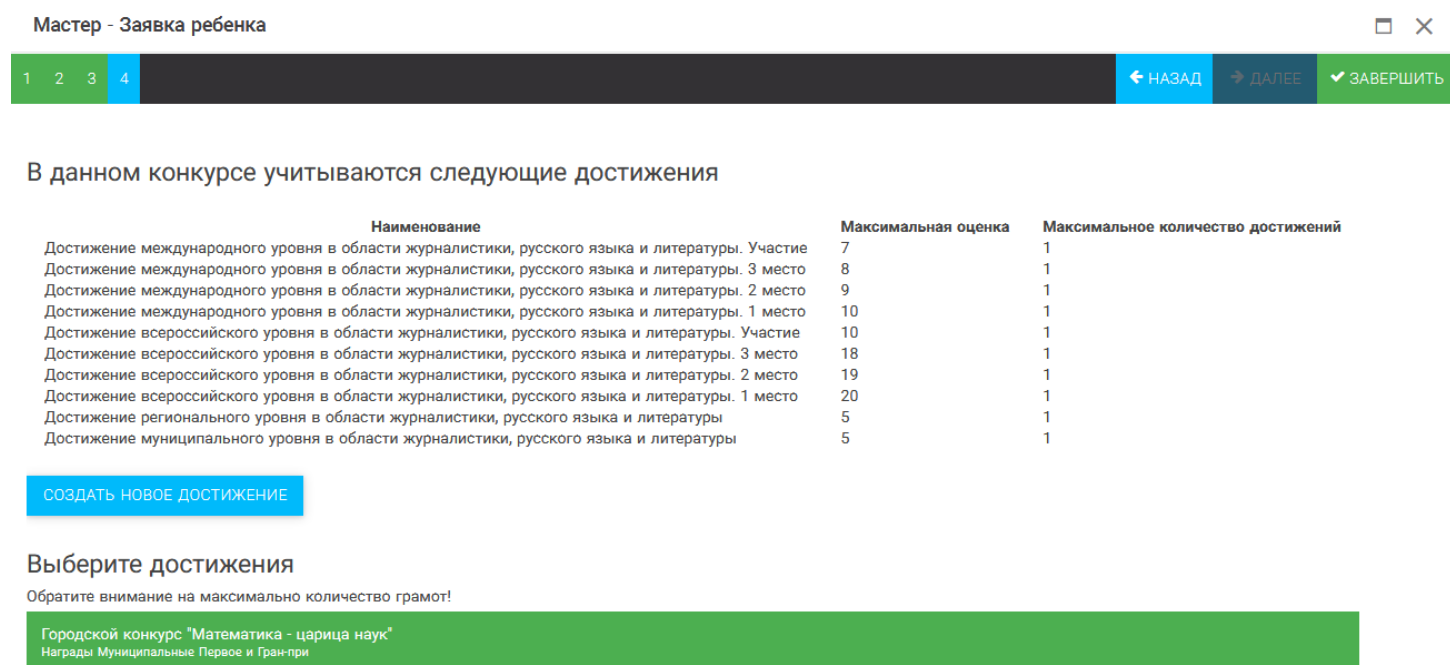 Мастер - Заявка ребенка
1 2 3 4 НАЗАД ДАЛЕЕ ЗАВЕРШИТЬ
В данном конкурсе учитываются следующие достижения
Наименование Максимальная оценка Максимальное количество достижений
Достижение международного уровня в области журналистики, русского языка и литературы. Участие 7 1
Достижение международного уровня в области журналистики, русского языка и литературы. 3 место 8 1
Достижение международного уровня в области журналистики, русского языка и литературы. 2 место 9 1
Достижение международного уровня в области журналистики, русского языка и литературы. 1 место 10 1
Достижение всероссийского уровня в области журналистики, русского языка и литературы. Участие 10 1
Достижение всероссийского уровня в области журналистики, русского языка и литературы. 3 место 18 1
Достижение всероссийского уровня в области журналистики, русского языка и литературы. 2 место 19 1
Достижение всероссийского уровня в области журналистики, русского языка и литературы. 1 место 20 1
Достижение регионального уровня в области журналистики, русского языка и литературы 5 1
Достижение муниципального уровня в области журналистики, русского языка и литературы 5 1
СОЗДАТЬ НОВОЕ ДОСТИЖЕНИЕ
Выберите достижения
Обратите внимание на максимально количество грамот!
Городской конкурс "Математика - царица наук"
Награды Муниципальные Первое и Гран-при